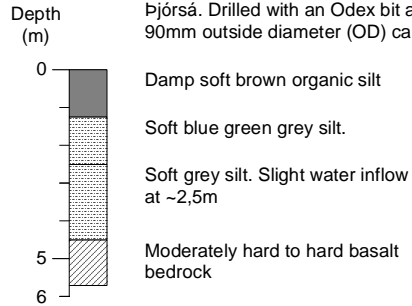 Depth
(m)
Þjórsá. Drilled with an Odex bit a
90mm outside diameter (OD) ca
0
Damp soft brown organic silt
Soft blue green grey silt.
Soft grey silt. Slight water inflow
at ~2,5m
Moderately hard to hard basalt
bedrock
5
6